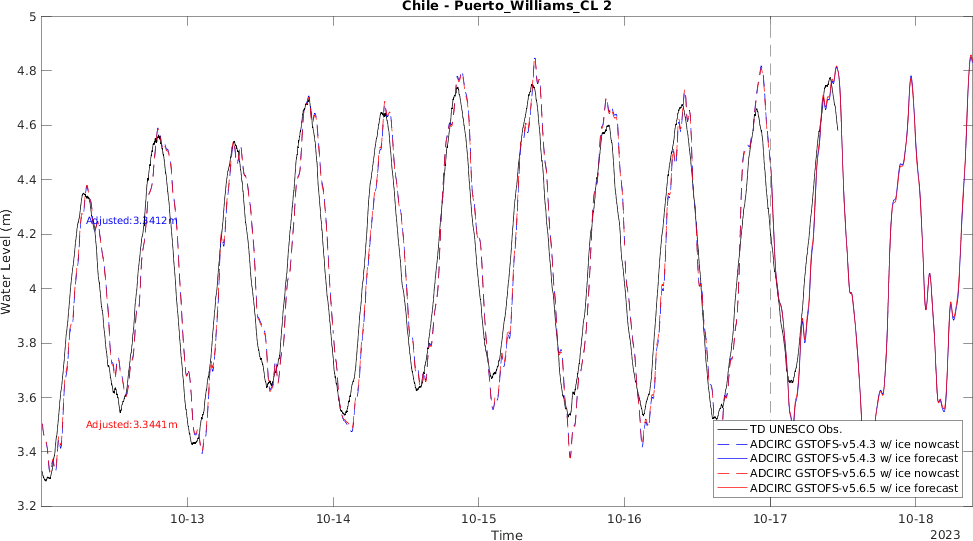 Chile - Puerto_Williams_CL 2
5
4.8
4.6
4.4
4.2
4
3.8
3.6
3.4
3.2
Water Level (m)
Adjusted:3.3412m
Adjusted:3.3441m
TD UNESCO Obs.
ADCIRC GSTOFS-v5.4.3 w/ ice nowcast
ADCIRC GSTOFS-v5.4.3 w/ ice forecast
ADCIRC GSTOFS-v5.6.5 w/ ice nowcast
ADCIRC GSTOFS-v5.6.5 w/ ice forecast
10-13
10-14
10-15
10-16
10-17
10-18
Time
2023